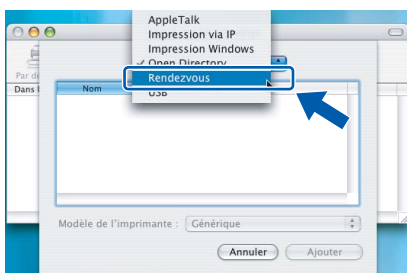 AppleTalk
Impression via IP
Impression Windows
✓ Open Directory
Rendezvous
USB
Par dé
Dans l
Nom
Modèle de l'imprimante : Générique
Annuler
Ajouter